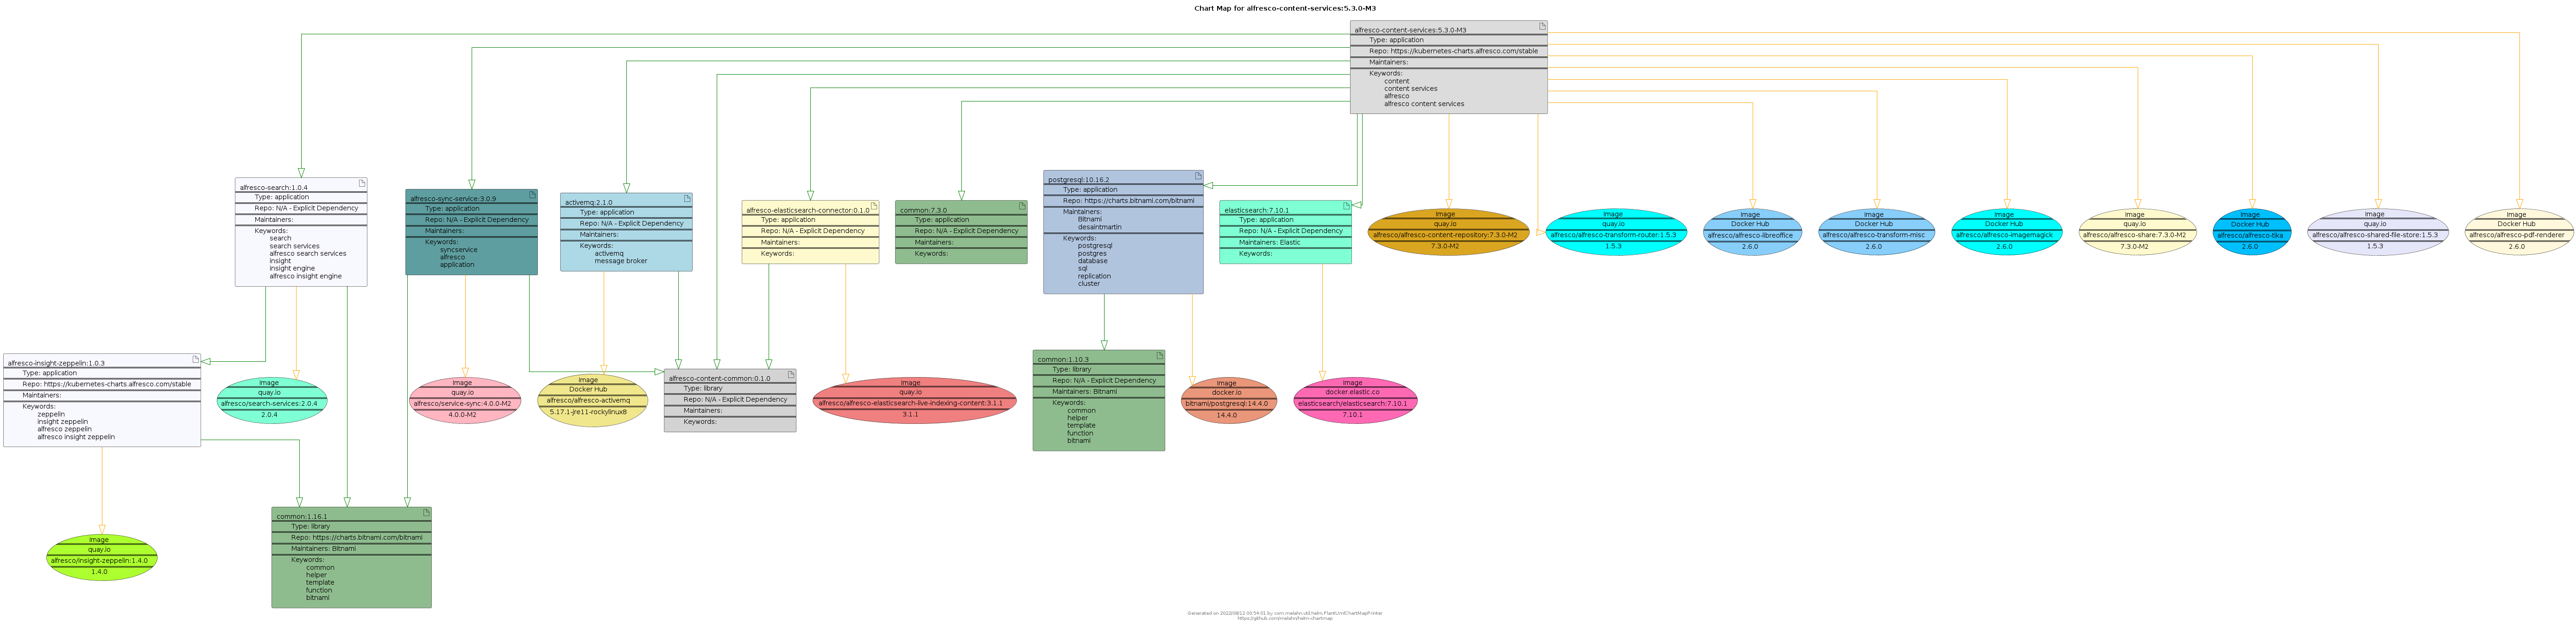 Chart Map for alfresco-content-services:5.3.0-M3
alfresco-content-services:5.3.0-M3
Type: application
Repo: https://kubernetes-charts.alfresco.com/stable
Maintainers:
Keywords:
content
content services
alfresco
alfresco content services
alfresco-search:1.0.4
Type: application
Repo: N/A - Explicit Dependency
Maintainers:
Keywords:
search
search services
alfresco search services
insight
insight engine
alfresco insight engine
alfresco-sync-service:3.0.9
Type: application
Repo: N/A - Explicit Dependency
Maintainers:
Keywords:
syncservice
alfresco
application
activemq:2.1.0
Type: application
Repo: N/A - Explicit Dependency
Maintainers:
Keywords:
activemq
message broker
alfresco-elasticsearch-connector:0.1.0
Type: application
Repo: N/A - Explicit Dependency
Maintainers:
Keywords:
common:7.3.0
Type: application
Repo: N/A - Explicit Dependency
Maintainers:
Keywords:
postgresql:10.16.2
Type: application
Repo: https://charts.bitnami.com/bitnami
Maintainers:
Bitnami
desaintmartin
Keywords:
postgresql
postgres
database
sql
replication
cluster
elasticsearch:7.10.1
Type: application
Repo: N/A - Explicit Dependency
Maintainers: Elastic
Keywords:
Image
quay.io
alfresco/alfresco-content-repository:7.3.0-M2
7.3.0-M2
Image
quay.io
alfresco/alfresco-transform-router:1.5.3
1.5.3
Image
Docker Hub
alfresco/alfresco-libreoffice
2.6.0
Image
Docker Hub
alfresco/alfresco-transform-misc
2.6.0
Image
Docker Hub
alfresco/alfresco-imagemagick
2.6.0
Image
quay.io
alfresco/alfresco-share:7.3.0-M2
7.3.0-M2
Image
Docker Hub
alfresco/alfresco-tika
2.6.0
Image
quay.io
alfresco/alfresco-shared-file-store:1.5.3
1.5.3
Image
Docker Hub
alfresco/alfresco-pdf-renderer
2.6.0
alfresco-insight-zeppelin:1.0.3
Type: application
Repo: https://kubernetes-charts.alfresco.com/stable
Maintainers:
Keywords:
zeppelin
insight zeppelin
alfresco zeppelin
alfresco insight zeppelin
Image
quay.io
alfresco/search-services:2.0.4
2.0.4
Image
quay.io
alfresco/service-sync:4.0.0-M2
4.0.0-M2
Image
Docker Hub
alfresco/alfresco-activemq
5.17.1-jre11-rockylinux8
alfresco-content-common:0.1.0
Type: library
Repo: N/A - Explicit Dependency
Maintainers:
Keywords:
Image
quay.io
alfresco/alfresco-elasticsearch-live-indexing-content:3.1.1
3.1.1
common:1.10.3
Type: library
Repo: N/A - Explicit Dependency
Maintainers: Bitnami
Keywords:
common
helper
template
function
bitnami
Image
docker.io
bitnami/postgresql:14.4.0
14.4.0
Image
docker.elastic.co
elasticsearch/elasticsearch:7.10.1
7.10.1
Image
quay.io
alfresco/insight-zeppelin:1.4.0
1.4.0
common:1.16.1
Type: library
Repo: https://charts.bitnami.com/bitnami
Maintainers: Bitnami
Keywords:
common
helper
template
function
bitnami
Generated on 2022/08/12 by com.melahn.util.helm.PlantUmlChartMapPrinter
https://github.com/melahn/helm-chartmap